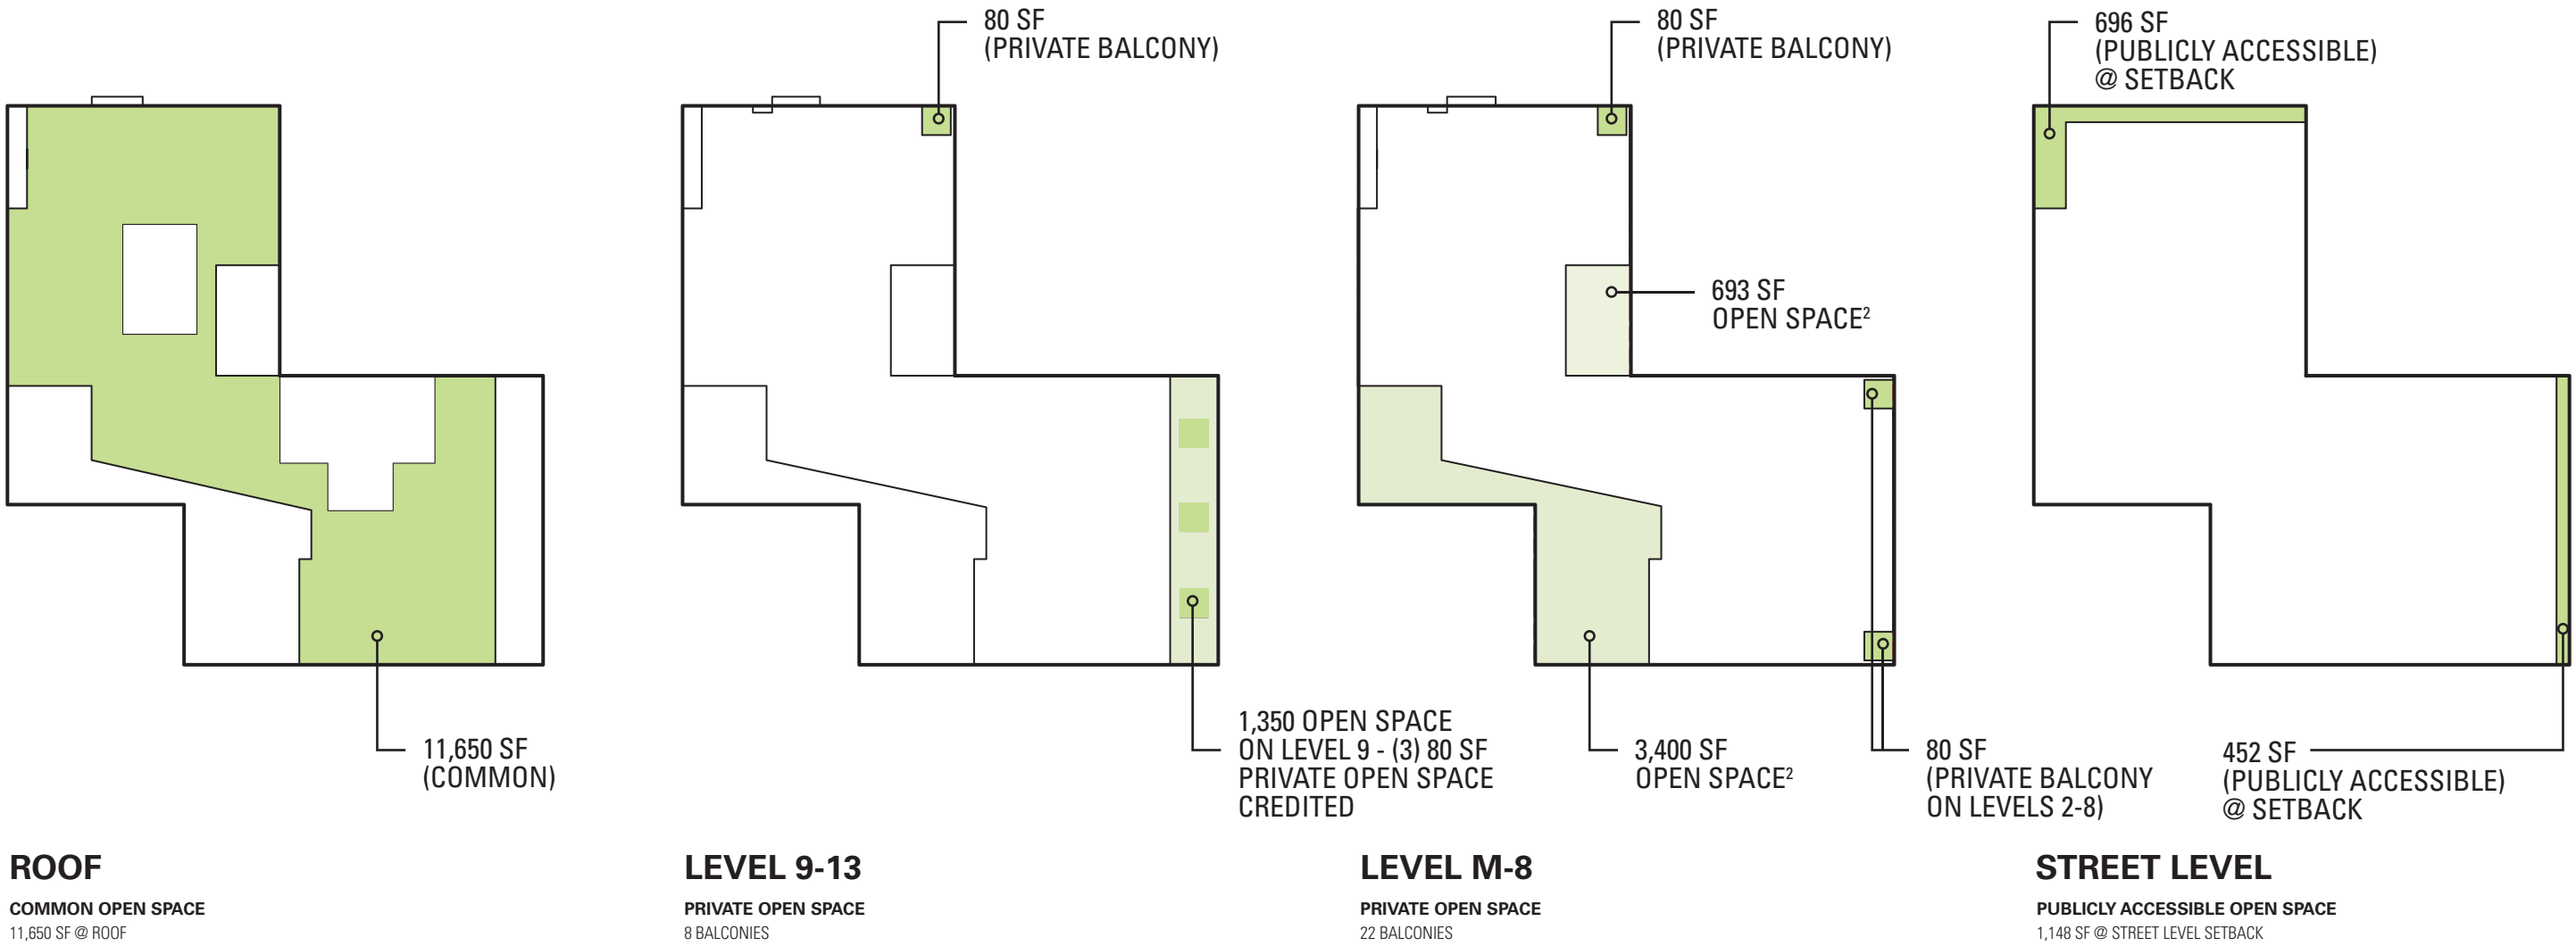 80 SF
(PRIVATE BALCONY)
80 SF
(PRIVATE BALCONY)
696 SF
(PUBLICLY ACCESSIBLE)
@ SETBACK
693 SF
OPEN SPACE²
11,650 SF
(COMMON)
1,350 OPEN SPACE
ON LEVEL 9 - (3) 80 SF
PRIVATE OPEN SPACE
CREDITED
3,400 SF
OPEN SPACE²
80 SF
(PRIVATE BALCONY
ON LEVELS 2-8)
452 SF
(PUBLICLY ACCESSIBLE)
@ SETBACK
ROOF
COMMON OPEN SPACE
11,650 SF @ ROOF
LEVEL 9-13
PRIVATE OPEN SPACE
8 BALCONIES
LEVEL M-8
PRIVATE OPEN SPACE
22 BALCONIES
STREET LEVEL
PUBLICLY ACCESSIBLE OPEN SPACE
1,148 SF @ STREET LEVEL SETBACK